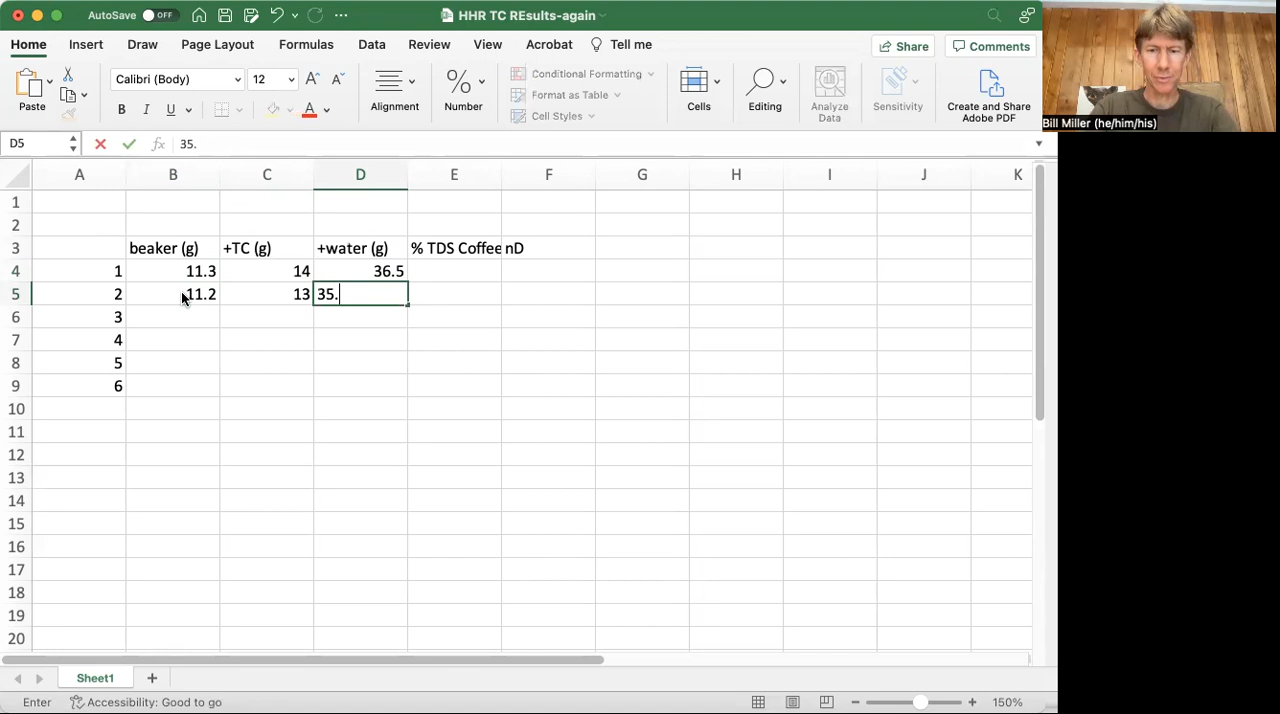 AutoSave OFF HHR TC REsults-again
Home Insert Draw Page Layout Formulas Data Review View Acrobat Tell me Share Comments
Paste Calibri (Body) 12 A A Alignment % Number Conditional Formatting Cells Editing Analyze Data Sensitivity Create and Share Adobe PDF
B I U A Format as Table
Cell Styles
Bill Miller (he/him/his)
D5 fx 35.
A B C D E F G H I J K
1
2
3 beaker (g) +TC (g) +water (g) % TDS Coffee nD
4 1 11.3 14 36.5
5 2 11.2 13 35.
6 3
7 4
8 5
9 6
10
11
12
13
14
15
16
17
18
19
20
Sheet1 +
Enter Accessibility: Good to go 150%